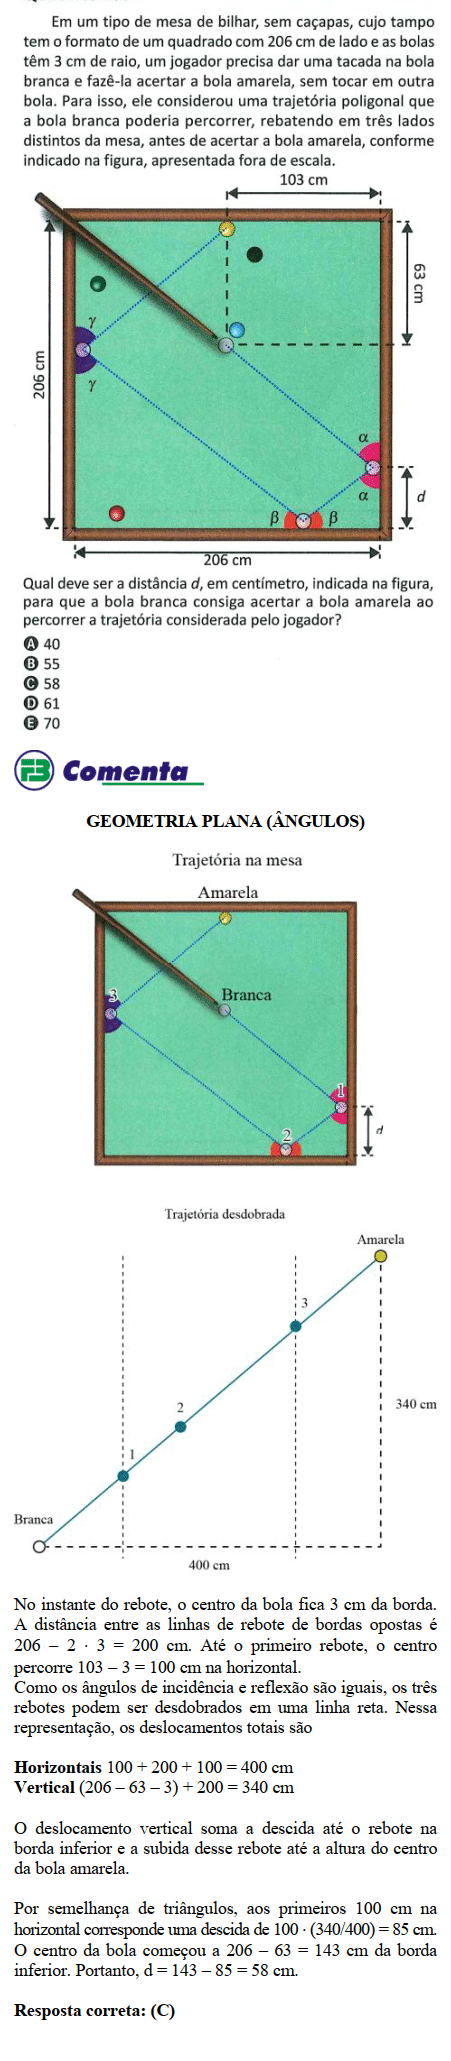 Em um tipo de mesa de bilhar, sem caçapas, cujo tampo
tem o formato de um quadrado com 206 cm de lado e as bolas
têm 3 cm de raio, um jogador precisa dar uma tacada na bola
branca e fazê-la acertar a bola amarela, sem tocar em outra
bola. Para isso, ele considerou uma trajetória poligonal que
a bola branca poderia percorrer, rebatendo em três lados
distintos da mesa, antes de acertar a bola amarela, conforme
indicado na figura, apresentada fora de escala.
103 cm
63 cm
206 cm
γ
γ
α
α
d
β
β
206 cm
Qual deve ser a distância d, em centímetro, indicada na figura,
para que a bola branca consiga acertar a bola amarela ao
percorrer a trajetória considerada pelo jogador?
A 40
B 55
C 58
D 61
E 70
FB Comenta
GEOMETRIA PLANA (ÂNGULOS)
Trajetória na mesa
Amarela
3
Branca
1
2
d
Trajetória desdobrada
Amarela
3
340 cm
2
1
Branca
400 cm
No instante do rebote, o centro da bola fica 3 cm da borda.
A distância entre as linhas de rebote de bordas opostas é
206 – 2 · 3 = 200 cm. Até o primeiro rebote, o centro
percorre 103 – 3 = 100 cm na horizontal.
Como os ângulos de incidência e reflexão são iguais, os três
rebotes podem ser desdobrados em uma linha reta. Nessa
representação, os deslocamentos totais são
Horizontais 100 + 200 + 100 = 400 cm
Vertical (206 – 63 – 3) + 200 = 340 cm
O deslocamento vertical soma a descida até o rebote na
borda inferior e a subida desse rebote até a altura do centro
da bola amarela.
Por semelhança de triângulos, aos primeiros 100 cm na
horizontal corresponde uma descida de 100 · (340/400) = 85 cm.
O centro da bola começou a 206 – 63 = 143 cm da borda
inferior. Portanto, d = 143 – 85 = 58 cm.
Resposta correta: (C)